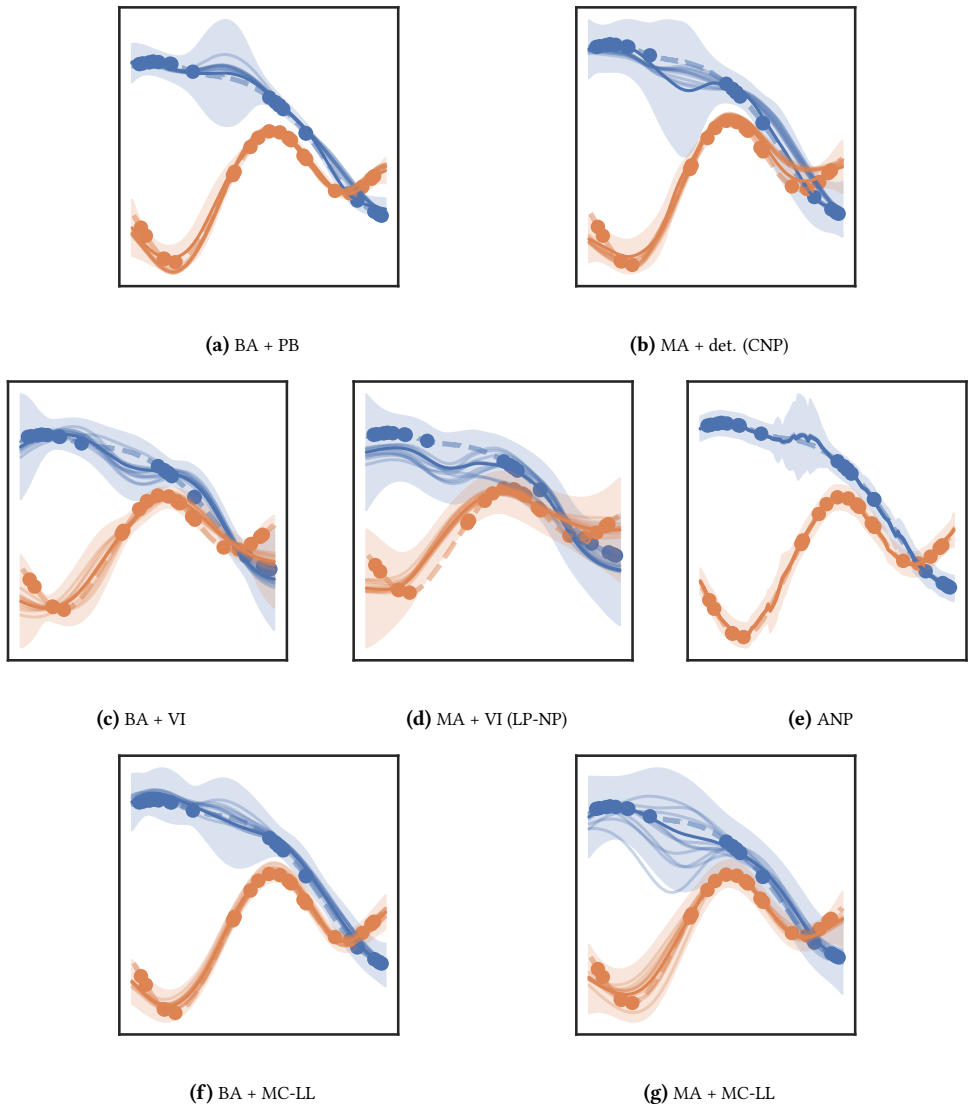 (a) BA + PB
(b) MA + det. (CNP)
(c) BA + VI
(d) MA + VI (LP-NP)
(e) ANP
(f) BA + MC-LL
(g) MA + MC-LL